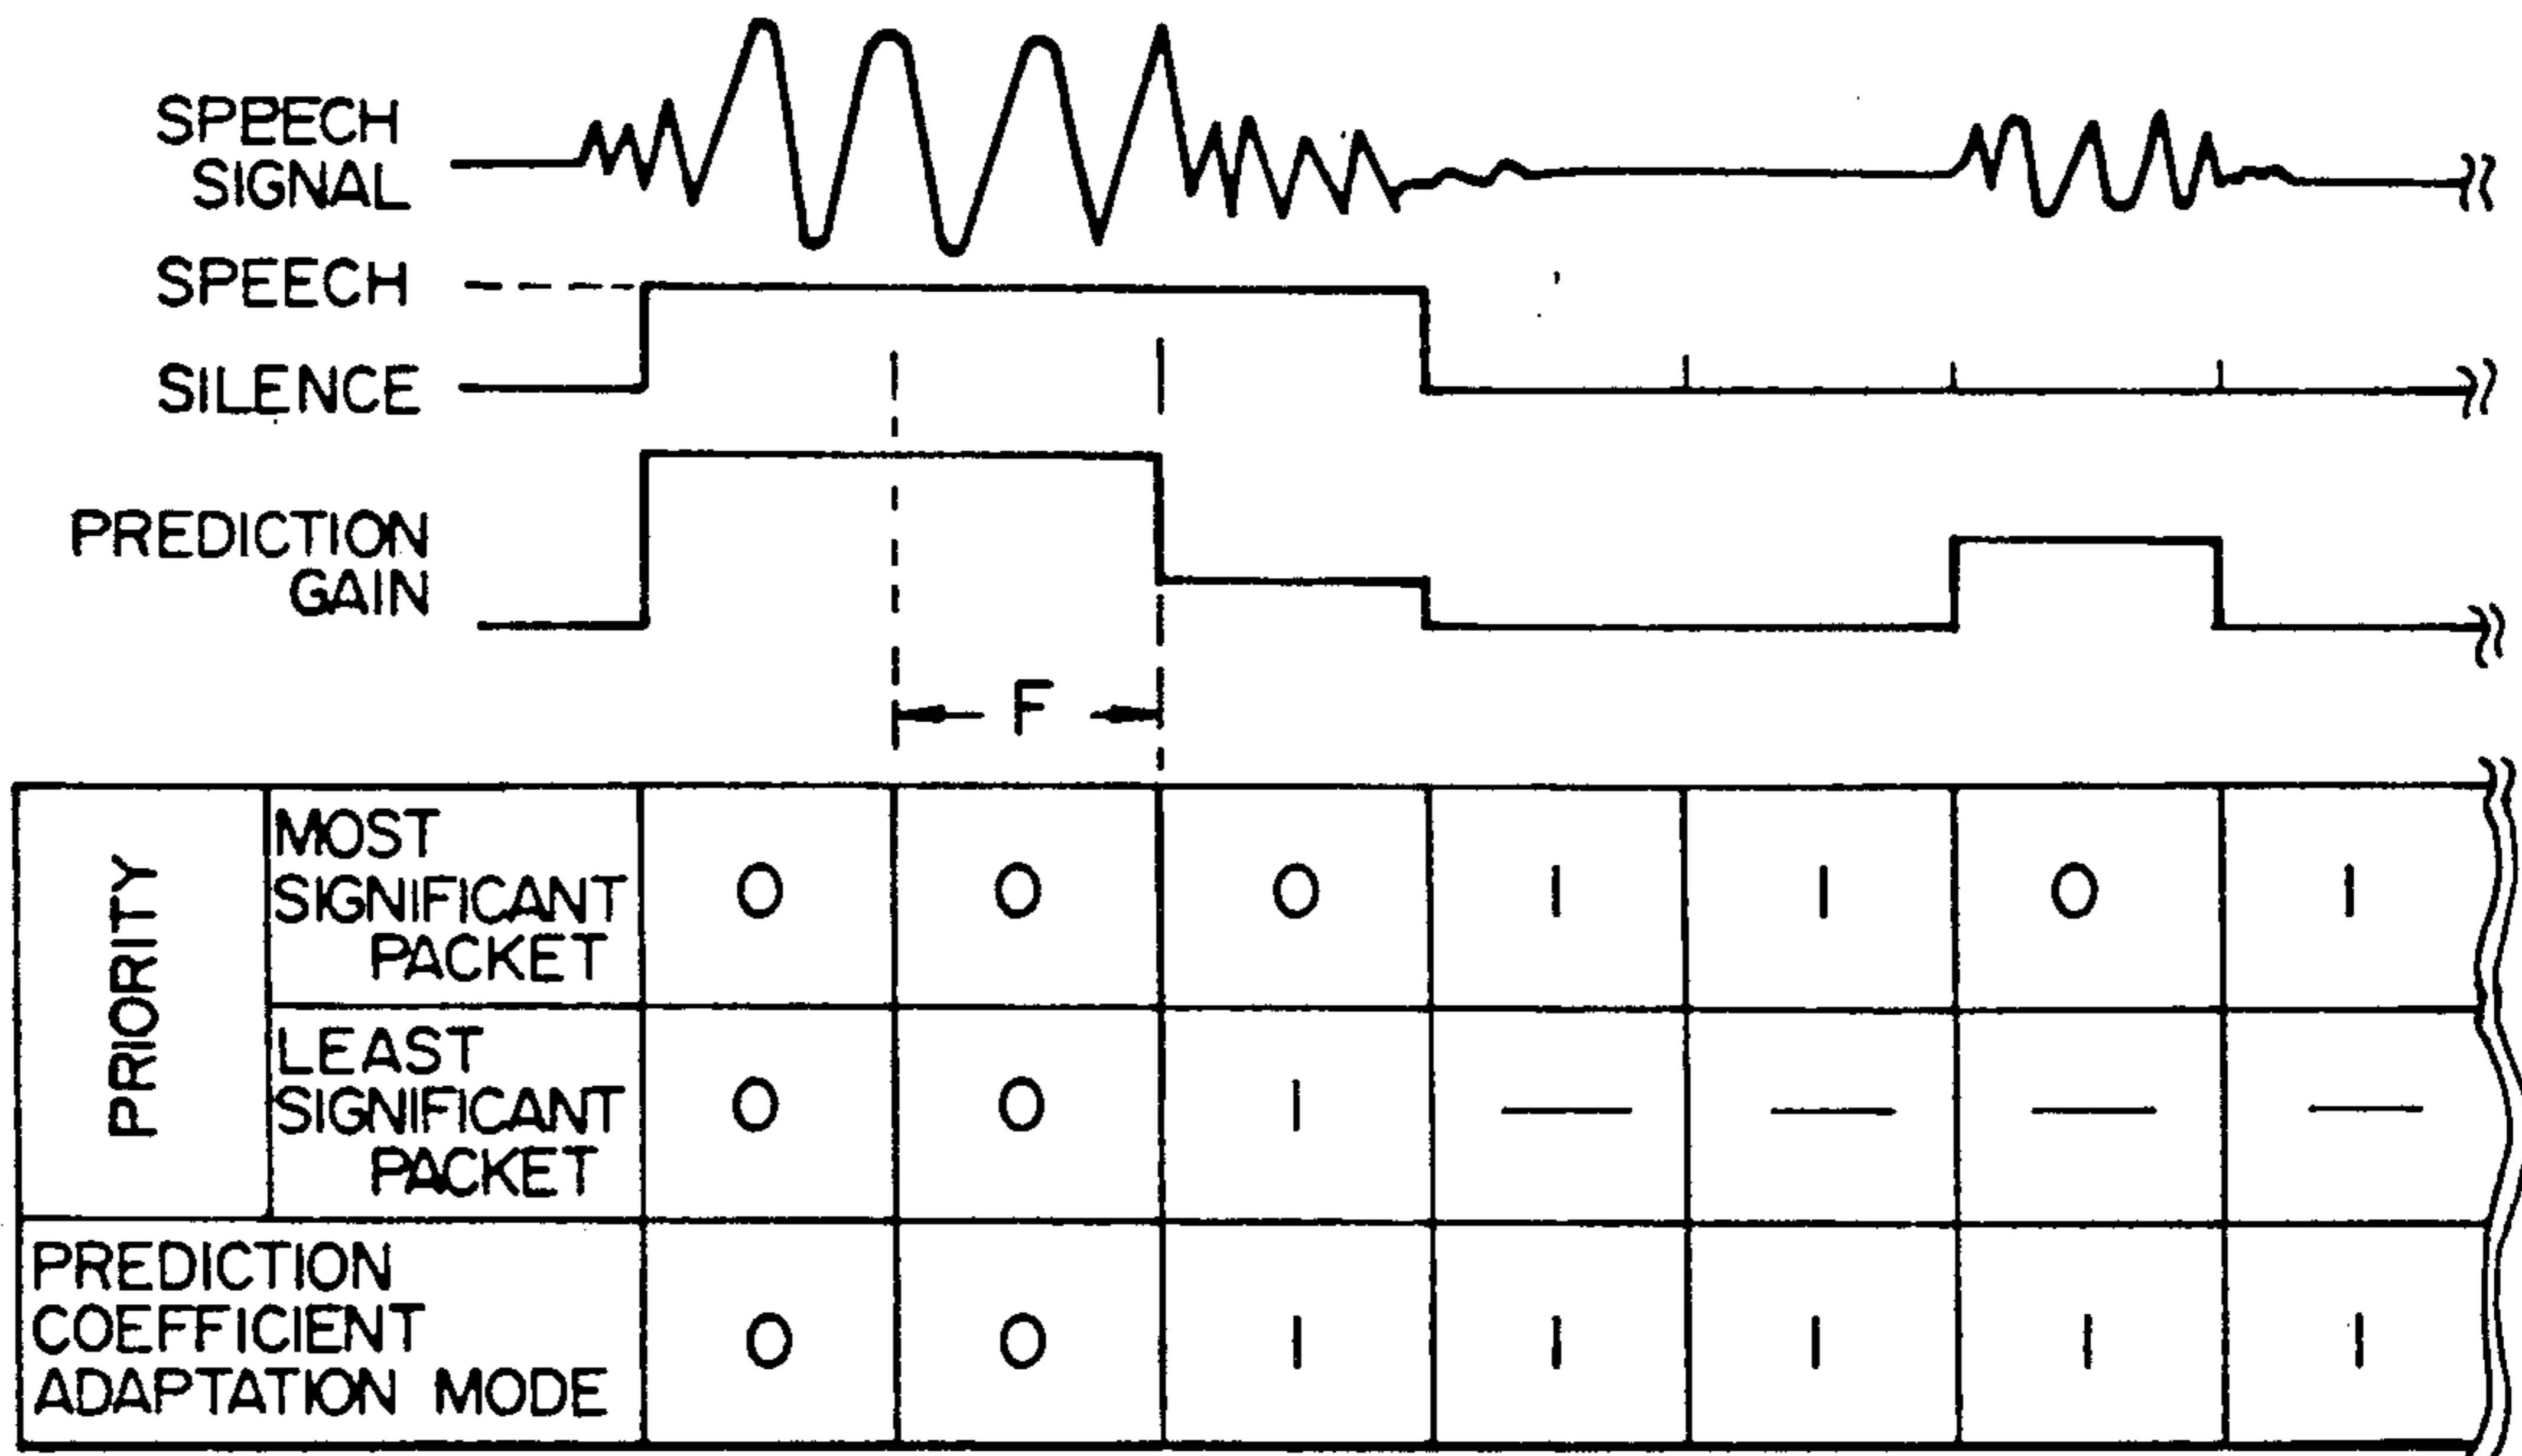 SPEECH
SIGNAL
SPEECH
SILENCE
PREDICTION
GAIN
F
PRIORITY
MOST
SIGNIFICANT
PACKET
0 0 0 1 1 0 1
LEAST
SIGNIFICANT
PACKET
0 0 1 — — — —
PREDICTION
COEFFICIENT
ADAPTATION MODE
0 0 1 1 1 1 1